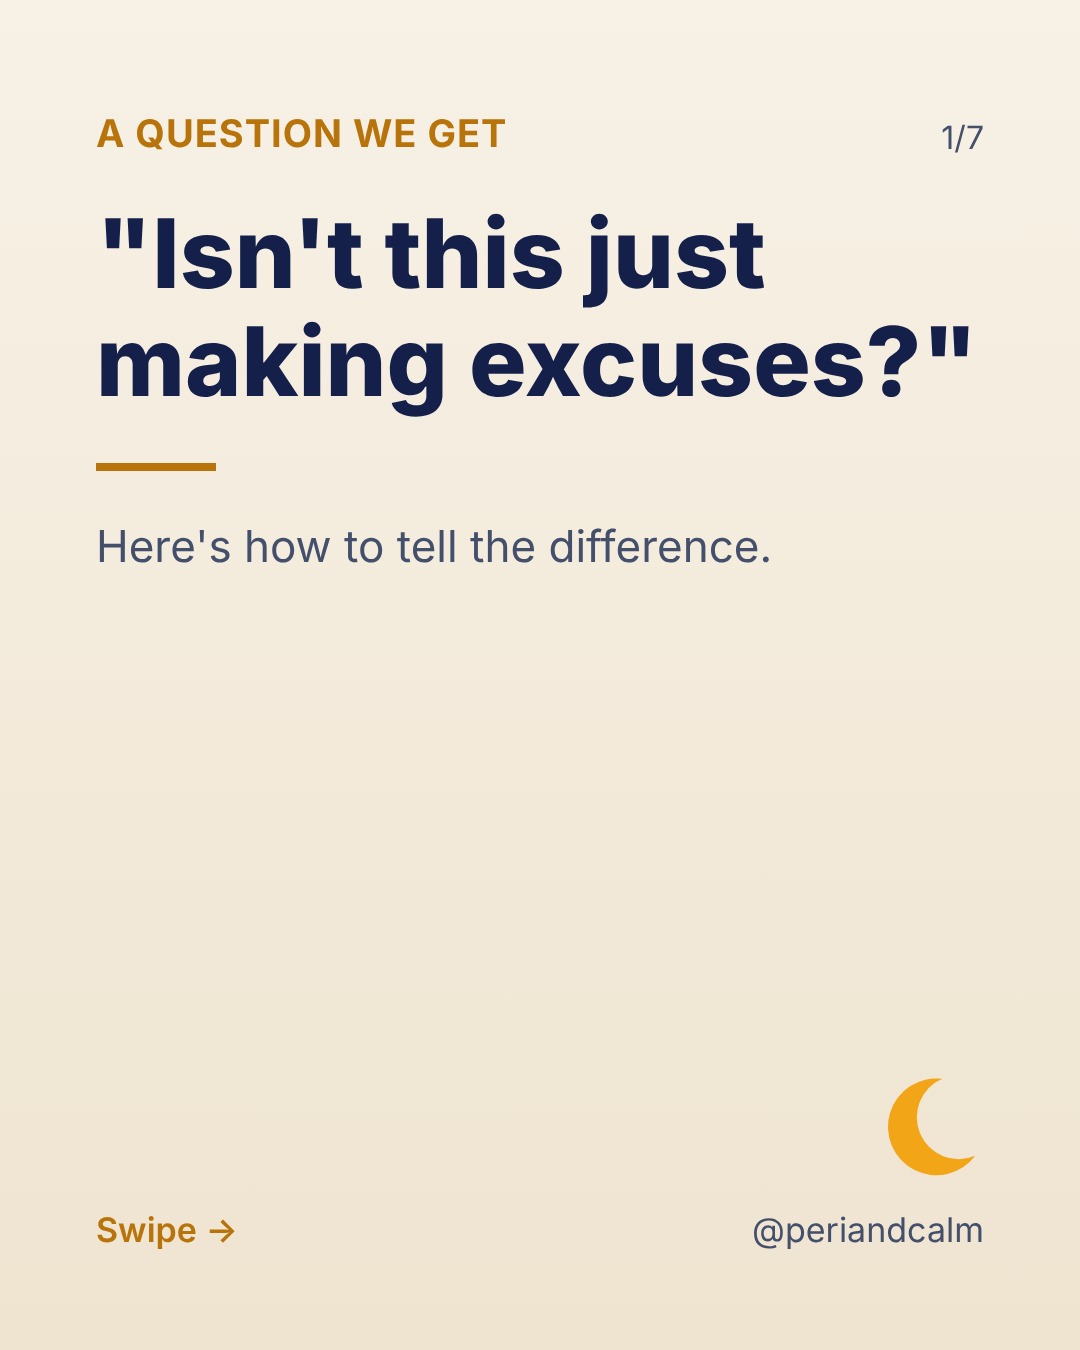 A QUESTION WE GET
1/7
"Isn't this just
making excuses?"
Here's how to tell the difference.
Swipe →
@periandcalm